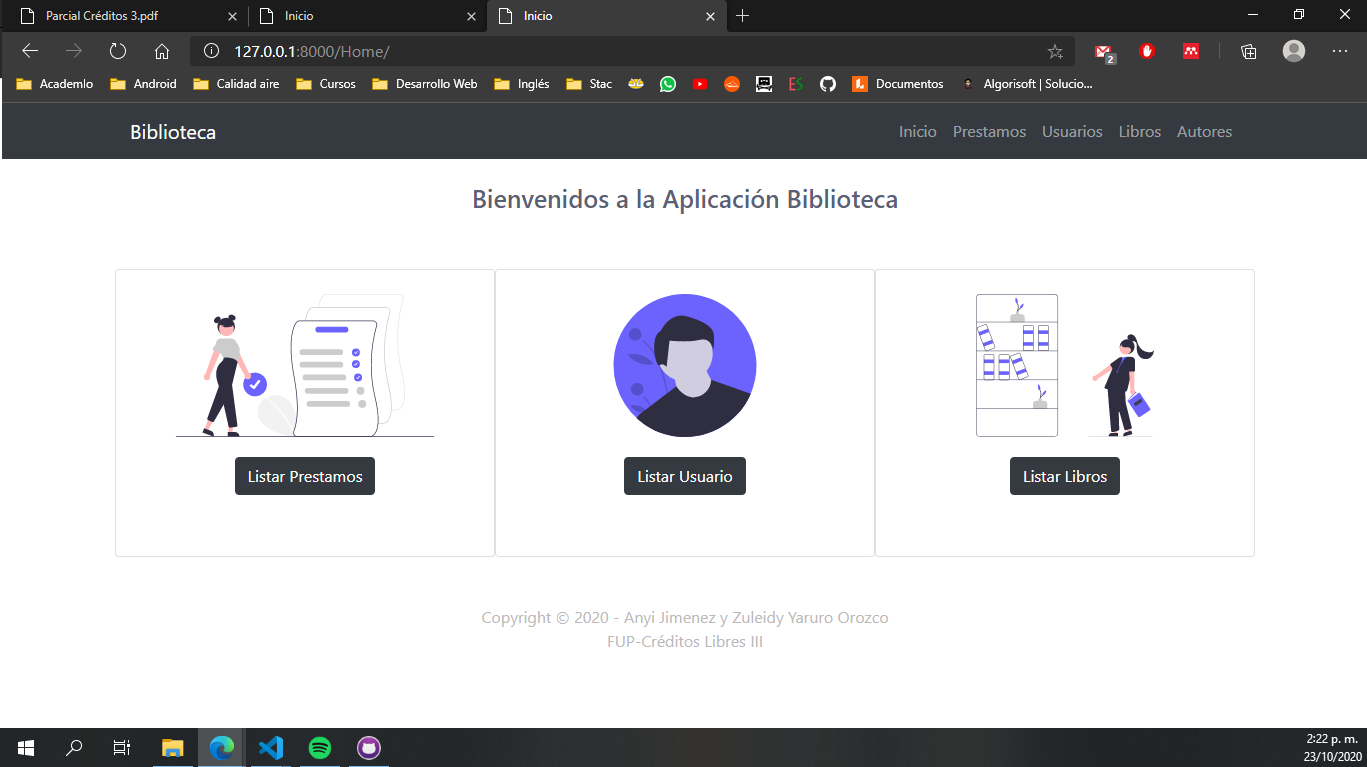 Parcial Créditos 3.pdf
Inicio
Inicio
127.0.0.1:8000/Home/
2
Academlo
Android
Calidad aire
Cursos
Desarrollo Web
Inglés
Stac
ES
Documentos
Algorisoft | Solucio...
Biblioteca
Inicio Prestamos Usuarios Libros Autores
Bienvenidos a la Aplicación Biblioteca
Listar Prestamos
Listar Usuario
Listar Libros
Copyright © 2020 - Anyi Jimenez y Zuleidy Yaruro Orozco
FUP-Créditos Libres III
2:22 p. m.
23/10/2020